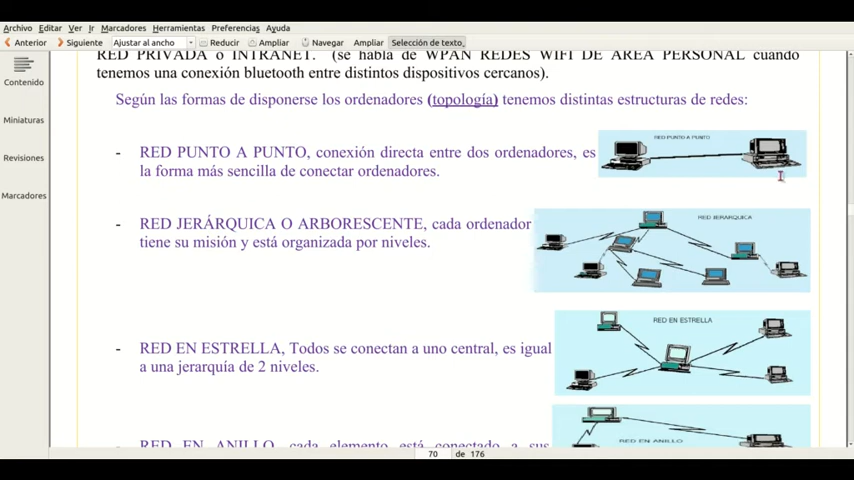 Archivo Editar Ver Ir Marcadores Herramientas Preferencias Ayuda
Anterior Siguiente Ajustar al ancho Reducir Ampliar Navegar Ampliar Selección de texto
Contenido
Miniaturas
Revisiones
Marcadores
RED PRIVADA o INTRANET. (se habla de WPAN REDES WIFI DE AREA PERSONAL cuando
tenemos una conexión bluetooth entre distintos dispositivos cercanos).
Según las formas de disponerse los ordenadores (topología) tenemos distintas estructuras de redes:
- RED PUNTO A PUNTO, conexión directa entre dos ordenadores, es
la forma más sencilla de conectar ordenadores.
RED PUNTO A PUNTO
- RED JERÁRQUICA O ARBORESCENTE, cada ordenador
tiene su misión y está organizada por niveles.
RED JERARQUICA
- RED EN ESTRELLA, Todos se conectan a uno central, es igual
a una jerarquía de 2 niveles.
RED EN ESTRELLA
- RED EN ANILLO, cada elemento está conectado a sus
RED EN ANILLO
70 de 176